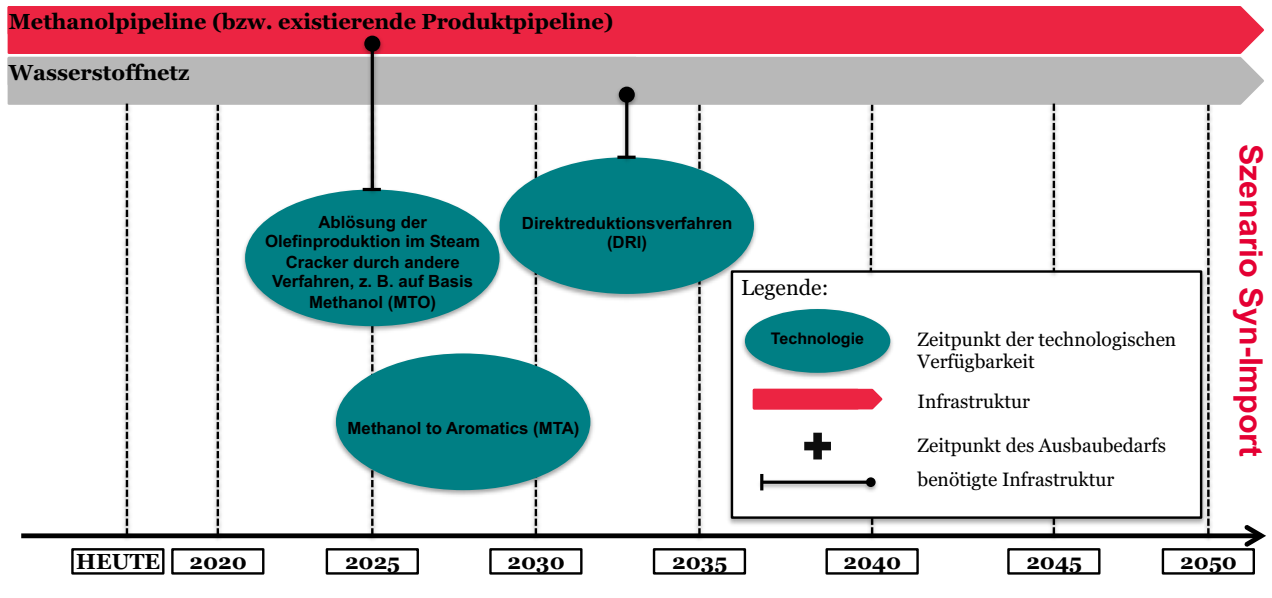 Methanolpipeline (bzw. existierende Produktpipeline)
Wasserstoffnetz
Ablösung der
Olefinproduktion im Steam
Cracker durch andere
Verfahren, z. B. auf Basis
Methanol (MTO)
Direktreduktionsverfahren
(DRI)
Methanol to Aromatics (MTA)
Legende:
Technologie
Zeitpunkt der technologischen
Verfügbarkeit
Infrastruktur
Zeitpunkt des Ausbaubedarfs
benötigte Infrastruktur
Szenario Syn-Import
HEUTE
2020
2025
2030
2035
2040
2045
2050